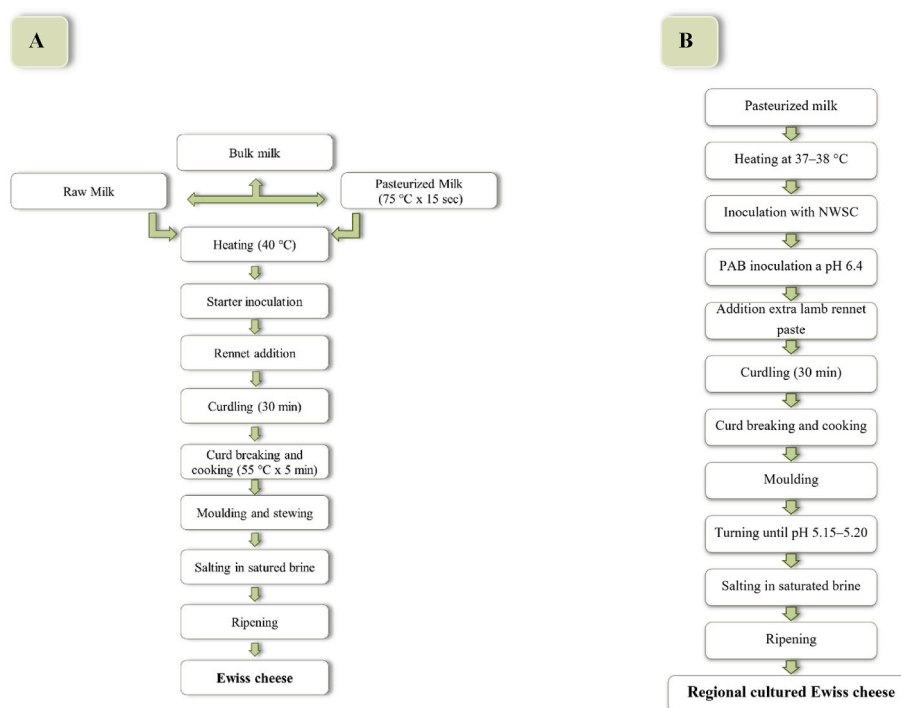 A
Bulk milk
Raw Milk
Pasteurized Milk
(75 °C x 15 sec)
Heating (40 °C)
Starter inoculation
Rennet addition
Curdling (30 min)
Curd breaking and
cooking (55 °C x 5 min)
Moulding and stewing
Salting in satured brine
Ripening
Ewiss cheese
B
Pasteurized milk
Heating at 37–38 °C
Inoculation with NWSC
PAB inoculation a pH 6.4
Addition extra lamb rennet
paste
Curdling (30 min)
Curd breaking and cooking
Moulding
Turning until pH 5.15–5.20
Salting in saturated brine
Ripening
Regional cultured Ewiss cheese